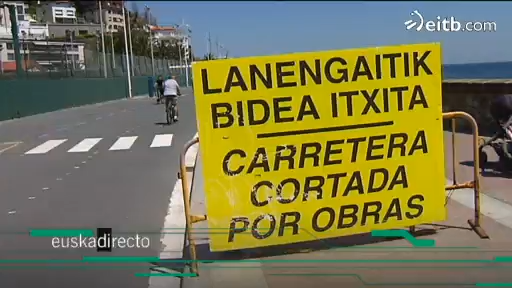 eitb.com
LANENGAITIK
BIDEA ITXITA
CARRETERA
CORTADA
POR OBRAS
euskadirecto